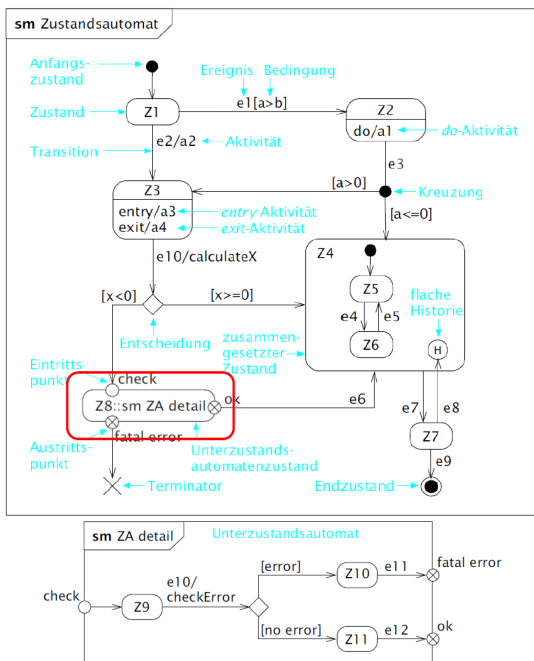 sm Zustandsautomat
Anfangs-
zustand
Ereignis Bedingung
Zustand
Z1
e1[a>b]
Z2
do/a1
do-Aktivität
e2/a2
Aktivität
Transition
e3
Z3
[a>0]
Kreuzung
entry/a3
entry-Aktivität
[a<=0]
exit/a4
exit-Aktivität
e10/calculateX
Z4
Z5
flache
Historie
[x<0]
[x>=0]
e4
e5
Entscheidung
zusammen-
gesetzter
Zustand
Z6
H
Eintritts-
punkt
check
Z8::sm ZA detail
ok
e6
e7
e8
Austritts-
punkt
fatal error
Unterzustands-
automatenzustand
Z7
e9
Terminator
Endzustand
sm ZA detail
Unterzustandsautomat
[error]
Z10
e11
fatal error
check
Z9
e10/
checkError
[no error]
Z11
e12
ok